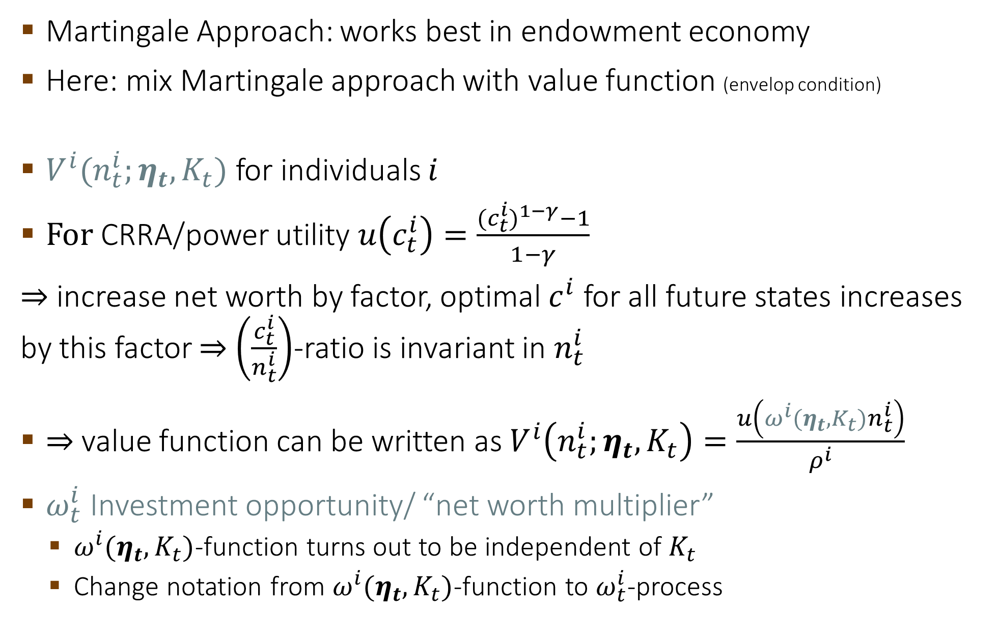 ▪ Martingale Approach: works best in endowment economy
▪ Here: mix Martingale approach with value function (envelop condition)
▪ $V^i(n_t^i; \boldsymbol{\eta_t}, K_t)$ for individuals $i$
▪ For CRRA/power utility $u(c_t^i) = \frac{(c_t^i)^{1-\gamma}-1}{1-\gamma}$
⇒ increase net worth by factor, optimal $c^i$ for all future states increases
by this factor ⇒ $\left(\frac{c_t^i}{n_t^i}\right)$-ratio is invariant in $n_t^i$
▪ ⇒ value function can be written as $V^i(n_t^i; \boldsymbol{\eta_t}, K_t) = \frac{u(\omega^i(\boldsymbol{\eta_t}, K_t)n_t^i)}{\rho^i}$
▪ $\omega_t^i$ Investment opportunity/ “net worth multiplier”
▪ $\omega^i(\boldsymbol{\eta_t}, K_t)$-function turns out to be independent of $K_t$
▪ Change notation from $\omega^i(\boldsymbol{\eta_t}, K_t)$-function to $\omega_t^i$-process